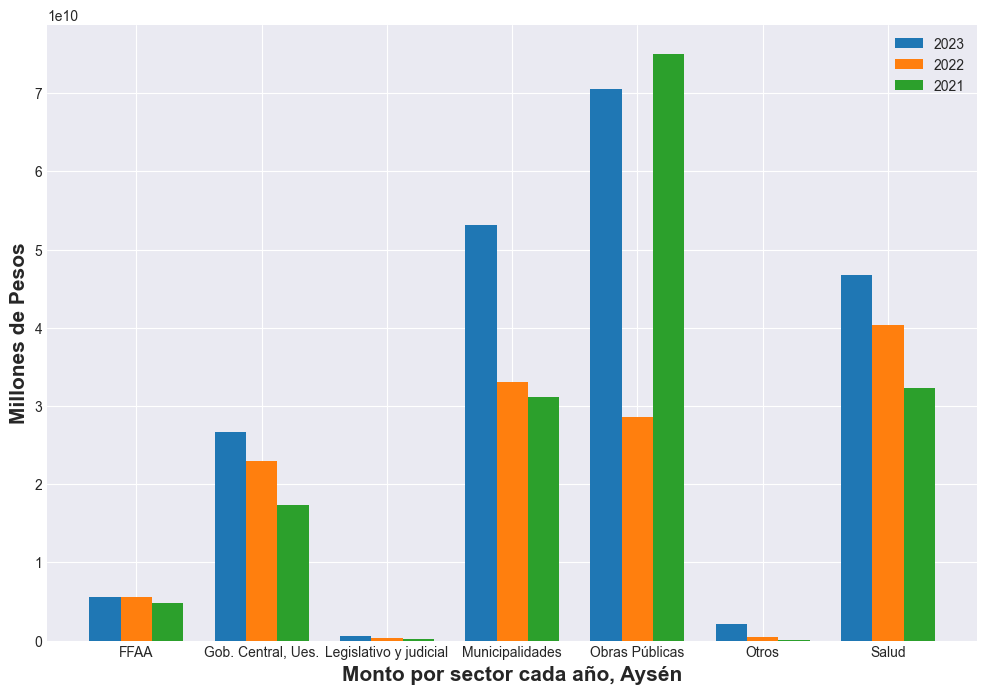 1e10
2023
2022
2021
7
6
5
4
3
2
1
0
Millones de Pesos
FFAA
Gob. Central, Ues.
Legislativo y judicial
Municipalidades
Obras Públicas
Otros
Salud
Monto por sector cada año, Aysén